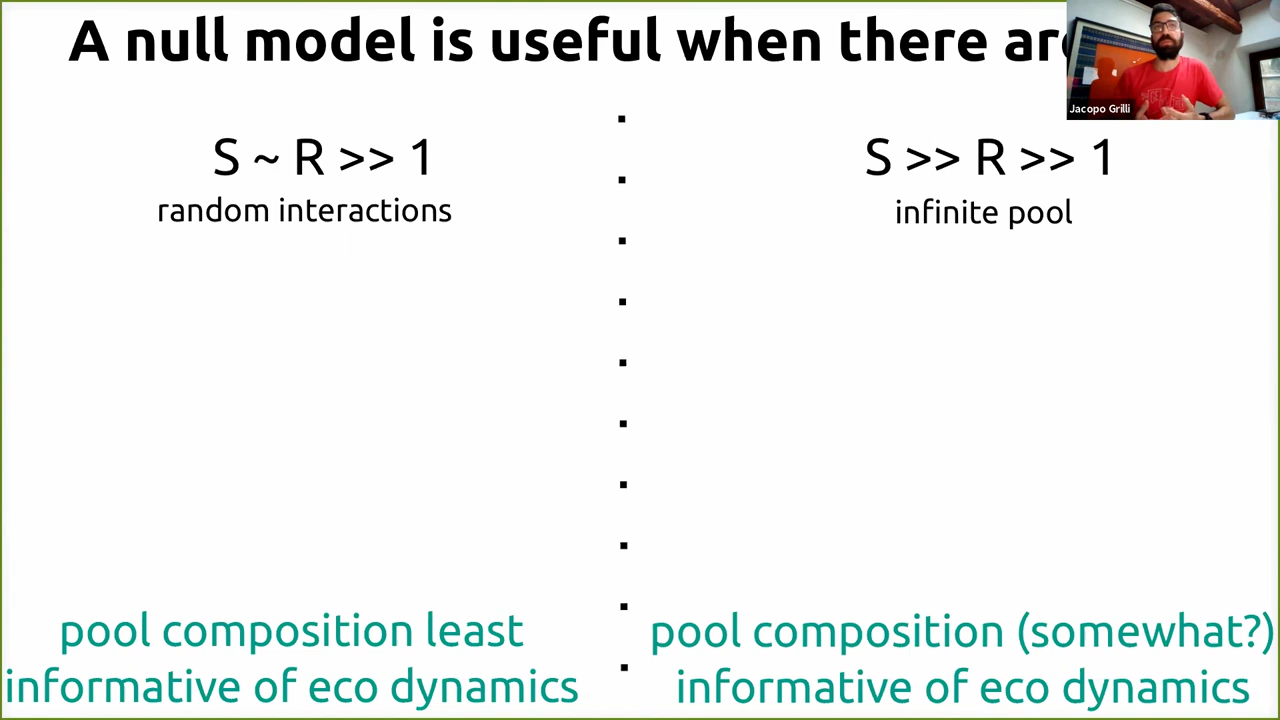 A null model is useful when there are
Jacopo Grilli
S ~ R >> 1
random interactions
S >> R >> 1
infinite pool
pool composition least
informative of eco dynamics
pool composition (somewhat?)
informative of eco dynamics